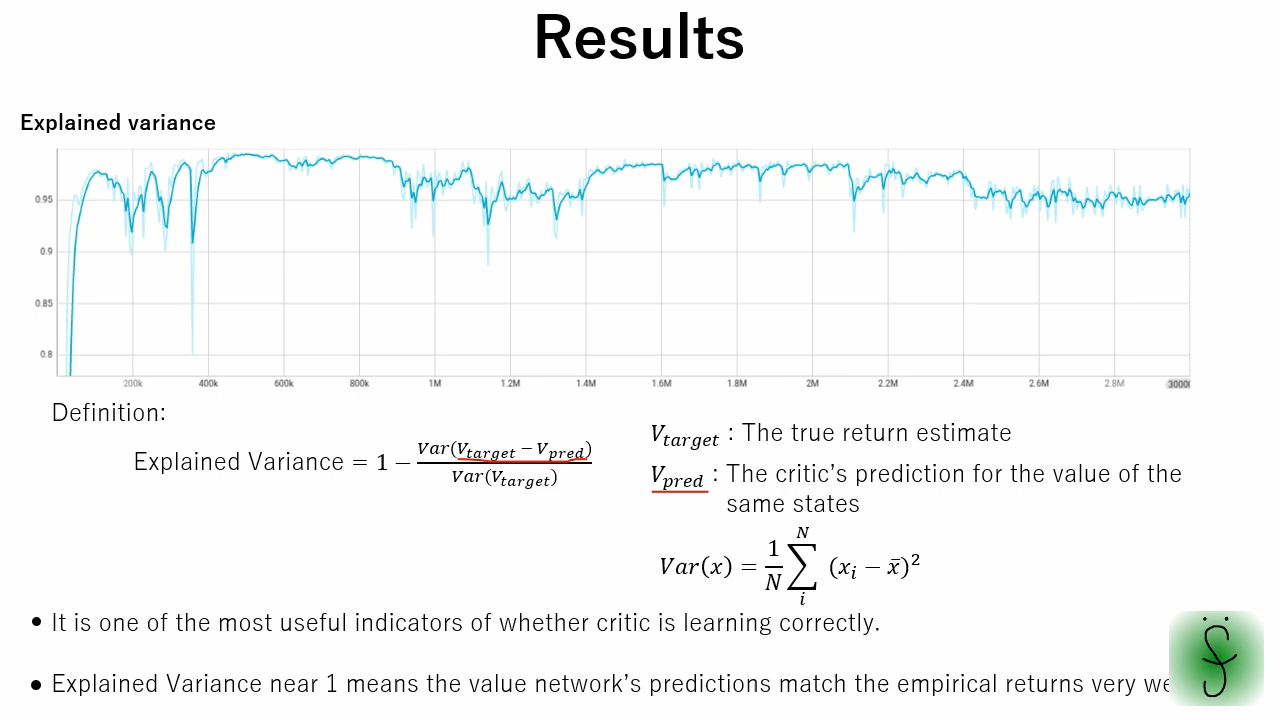 Results
Explained variance
0.95
0.9
0.85
0.8
200k 400k 600k 800k 1M 1.2M 1.4M 1.6M 1.8M 2M 2.2M 2.4M 2.6M 2.8M 30000
Definition:
Explained Variance = 1 − Var(V_target − V_pred) / Var(V_target)
V_target : The true return estimate
V_pred : The critic's prediction for the value of the
same states
Var(x) = 1/N ∑_i^N (x_i − x̄)²
• It is one of the most useful indicators of whether critic is learning correctly.
• Explained Variance near 1 means the value network's predictions match the empirical returns very we